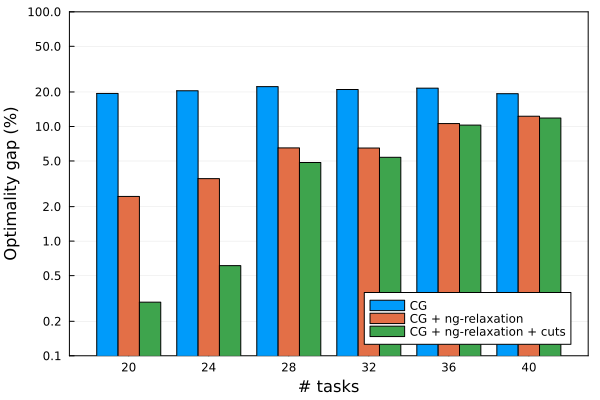 100.0
50.0
20.0
10.0
5.0
2.0
1.0
0.5
0.2
0.1
Optimality gap (%)
20 24 28 32 36 40
# tasks
CG
CG + ng-relaxation
CG + ng-relaxation + cuts